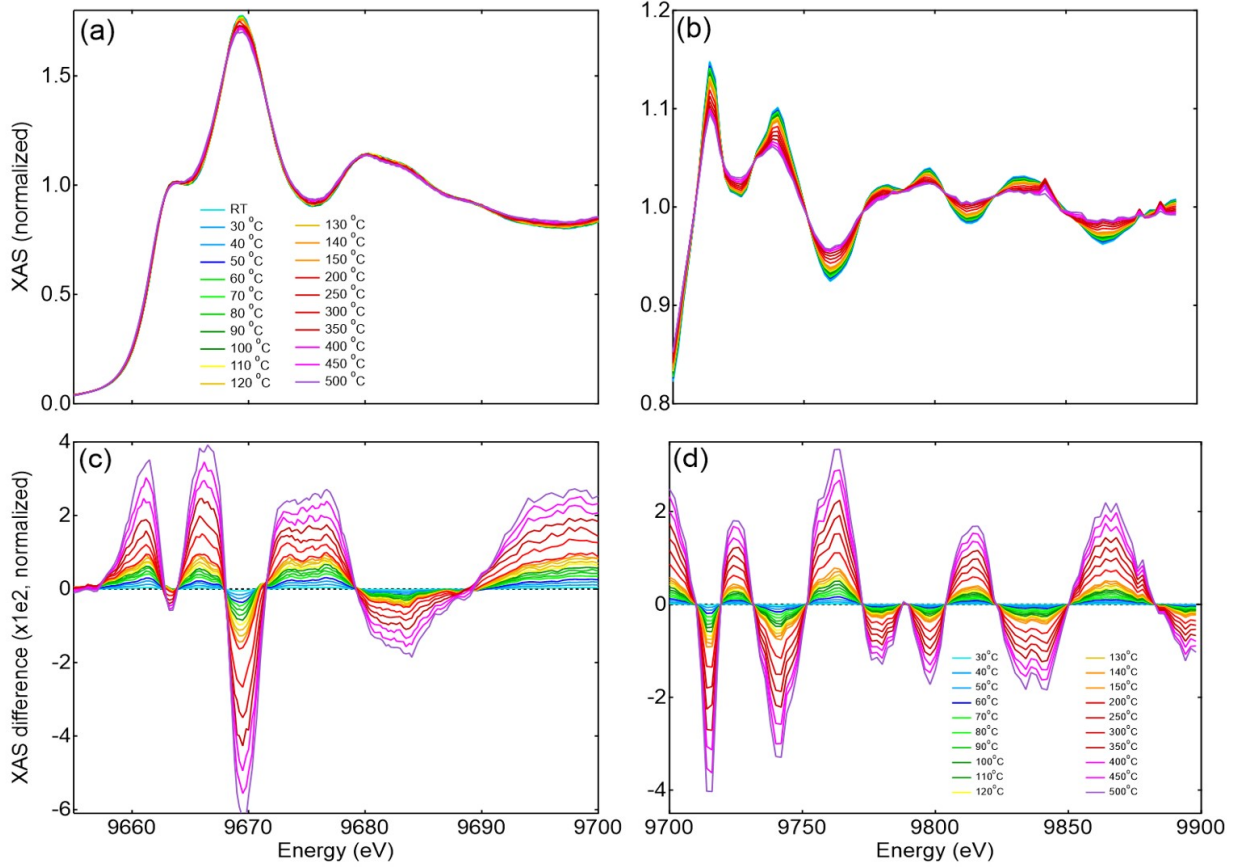 (a)
XAS (normalized)
1.5
1.0
0.5
0.0
RT
30 °C
40 °C
50 °C
60 °C
70 °C
80 °C
90 °C
100 °C
110 °C
120 °C
130 °C
140 °C
150 °C
200 °C
250 °C
300 °C
350 °C
400 °C
450 °C
500 °C
(b)
1.2
1.1
1.0
0.9
0.8
(c)
XAS difference (x1e2, normalized)
4
2
0
-2
-4
-6
9660
9670
9680
9690
9700
Energy (eV)
(d)
2
0
-2
-4
30°C
40°C
50°C
60°C
70°C
80°C
90°C
100°C
110°C
120°C
130°C
140°C
150°C
200°C
250°C
300°C
350°C
400°C
450°C
500°C
9700
9750
9800
9850
9900
Energy (eV)